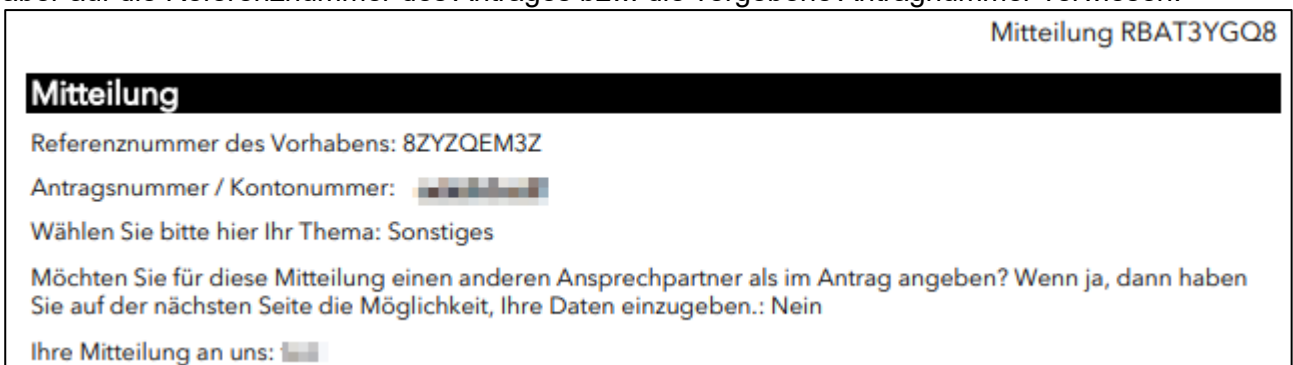 Mitteilung RBAT3YGQ8
Mitteilung
Referenznummer des Vorhabens: 8ZYZQEM3Z
Antragsnummer / Kontonummer:
Wählen Sie bitte hier Ihr Thema: Sonstiges
Möchten Sie für diese Mitteilung einen anderen Ansprechpartner als im Antrag angeben? Wenn ja, dann haben
Sie auf der nächsten Seite die Möglichkeit, Ihre Daten einzugeben.: Nein
Ihre Mitteilung an uns: